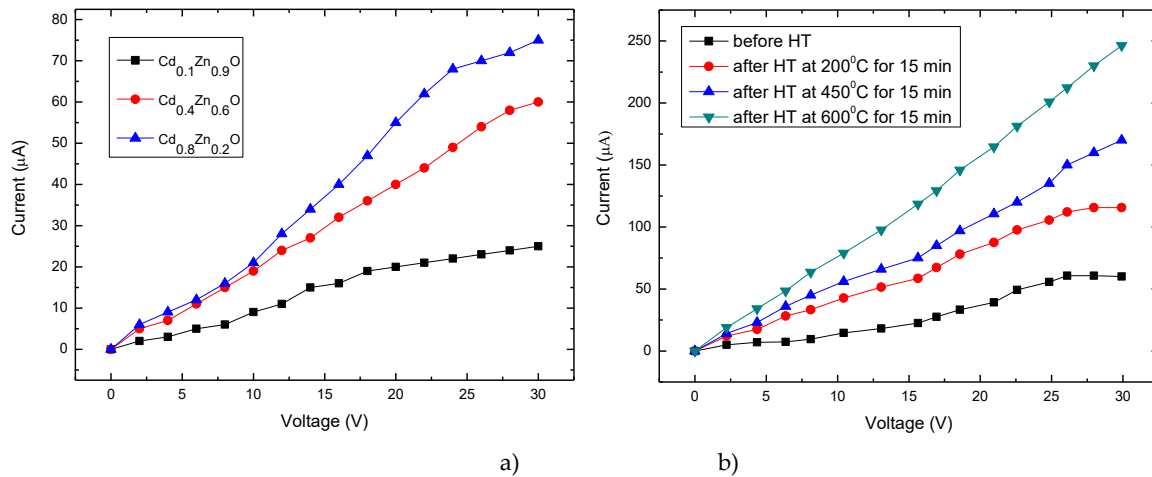 80
70
60
50
40
30
20
10
0
Current (μA)
Cd0.1Zn0.9O
Cd0.4Zn0.6O
Cd0.8Zn0.2O
0 5 10 15 20 25 30
Voltage (V)
a)
250
200
150
100
50
0
Current (μA)
before HT
after HT at 200⁰C for 15 min
after HT at 450⁰C for 15 min
after HT at 600⁰C for 15 min
0 5 10 15 20 25 30
Voltage (V)
b)